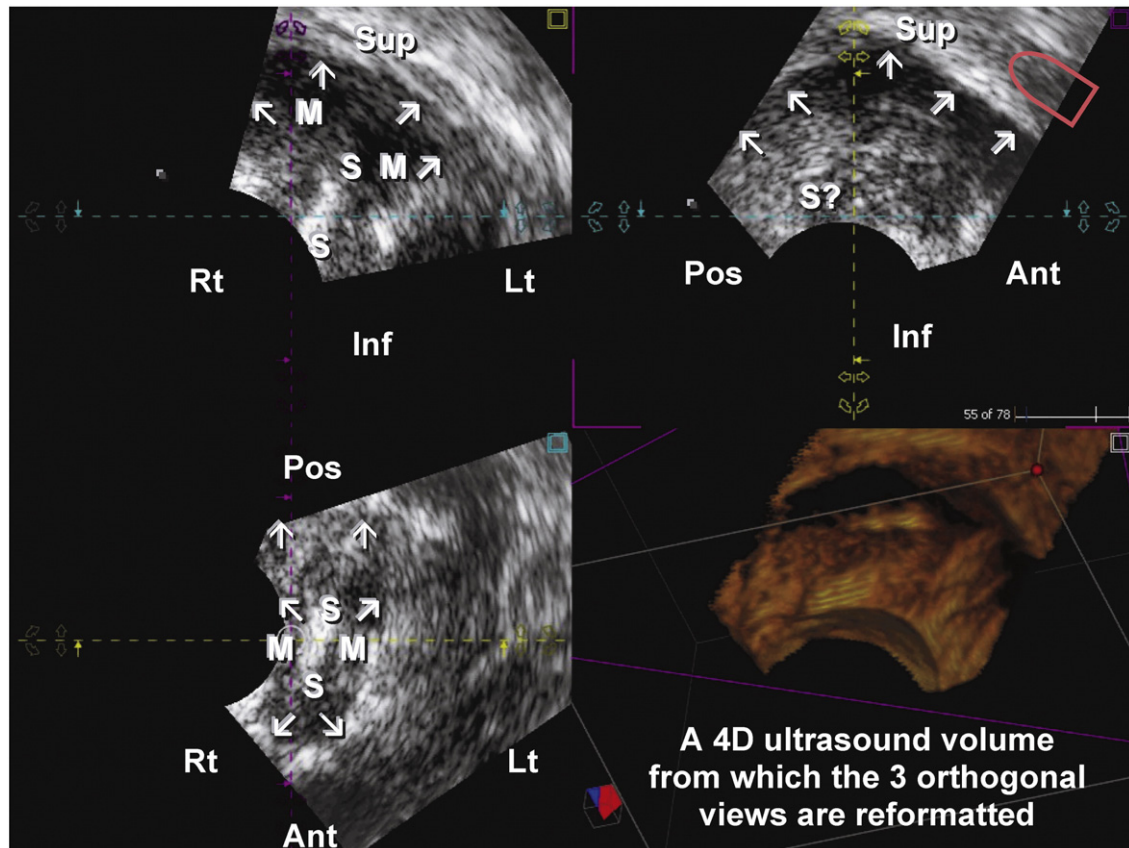 Sup
M
S M
S
Rt Lt
Inf
Sup
S?
Pos Ant
Inf
55 of 78
Pos
S
M M
S
Rt Lt
Ant
A 4D ultrasound volume
from which the 3 orthogonal
views are reformatted